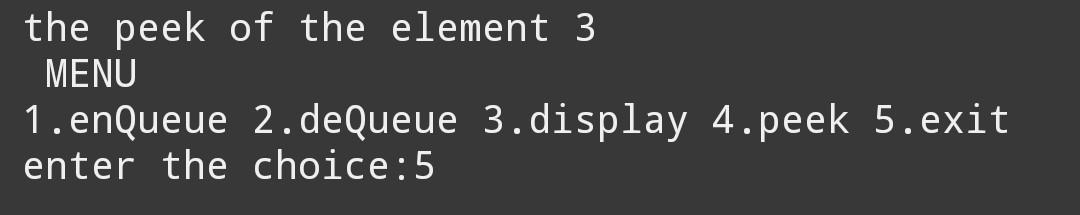 the peek of the element 3
MENU
1.enQueue 2.deQueue 3.display 4.peek 5.exit
enter the choice:5